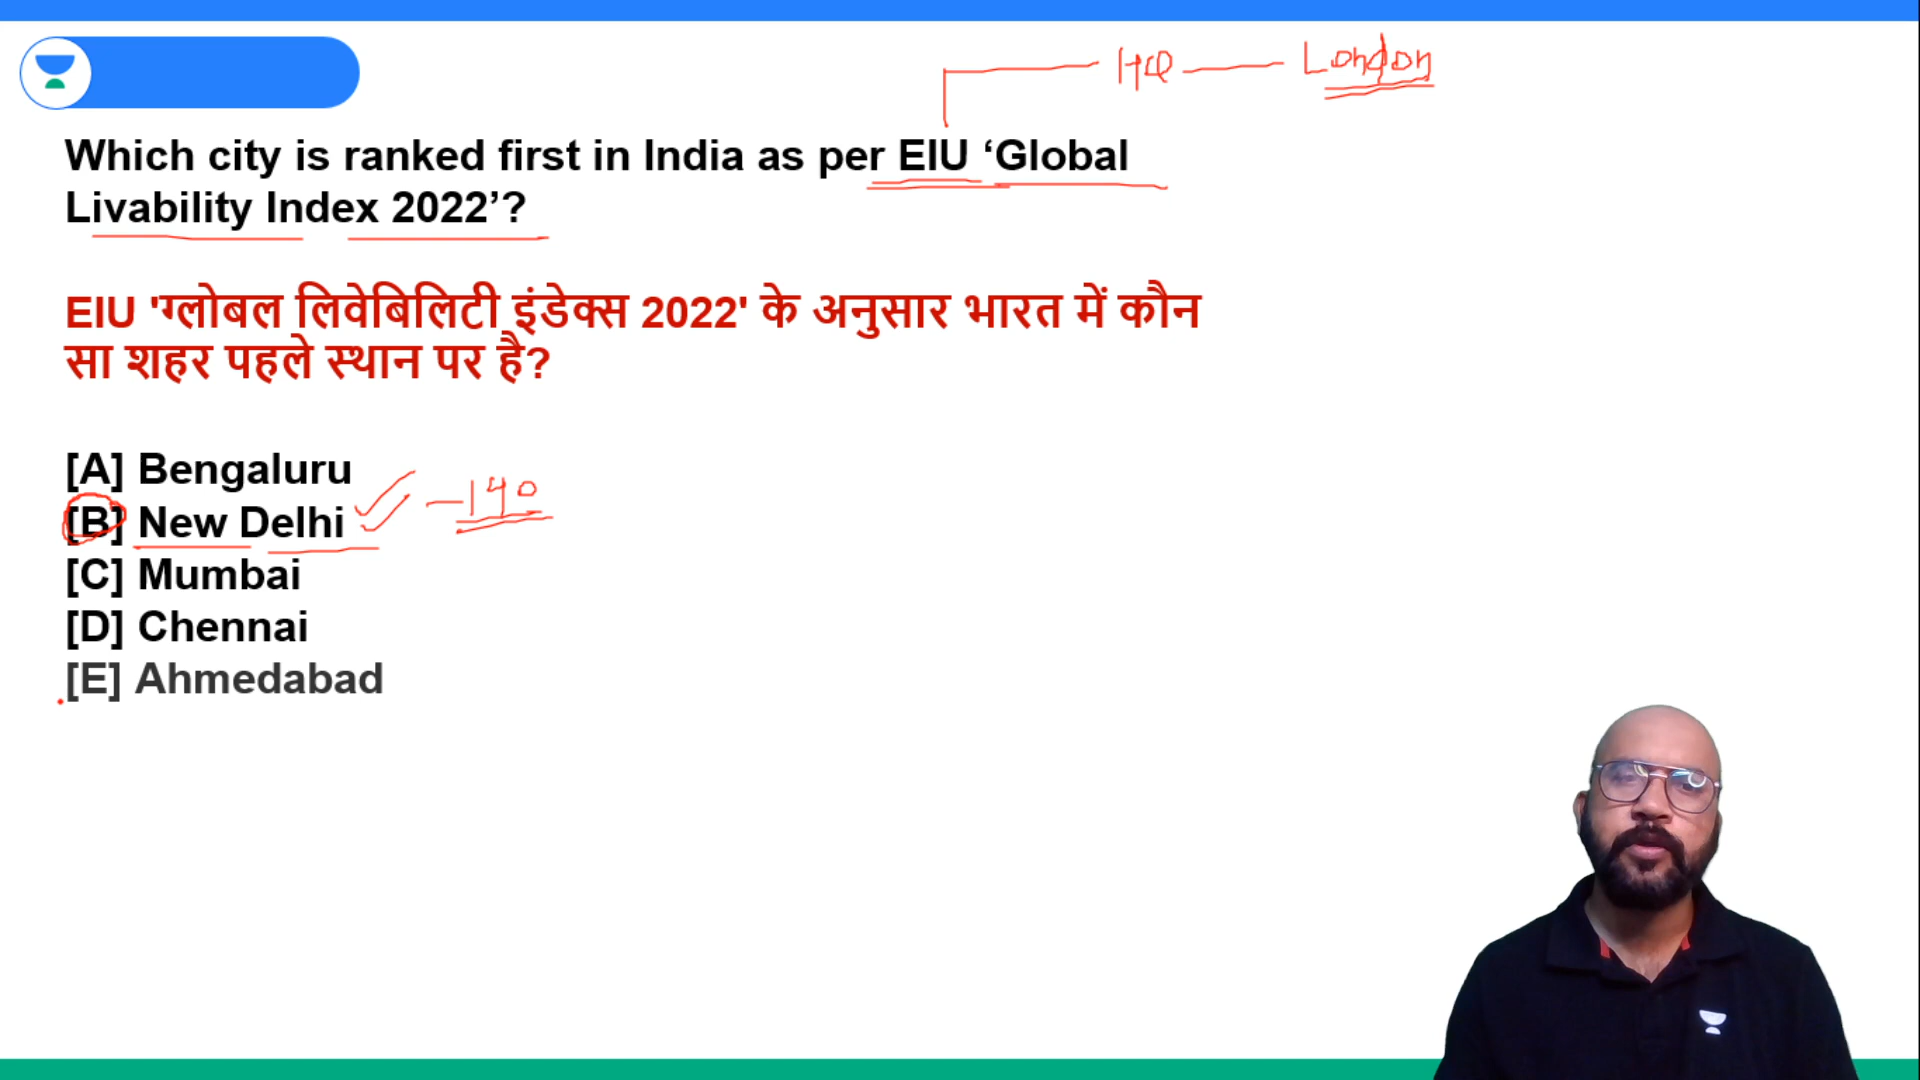 HQ London
Which city is ranked first in India as per EIU ‘Global
Livability Index 2022’?
EIU 'ग्लोबल लिवेबिलिटी इंडेक्स 2022' के अनुसार भारत में कौन
सा शहर पहले स्थान पर है?
[A] Bengaluru
[B] New Delhi - 140
[C] Mumbai
[D] Chennai
[E] Ahmedabad